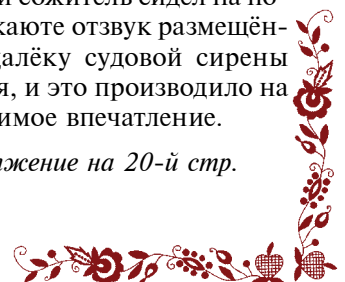 сожитель сидел на по-
каюте отзвук размещён-
далёку судовой сирены
я, и это производило на
имое впечатление.
жение на 20-й стр.